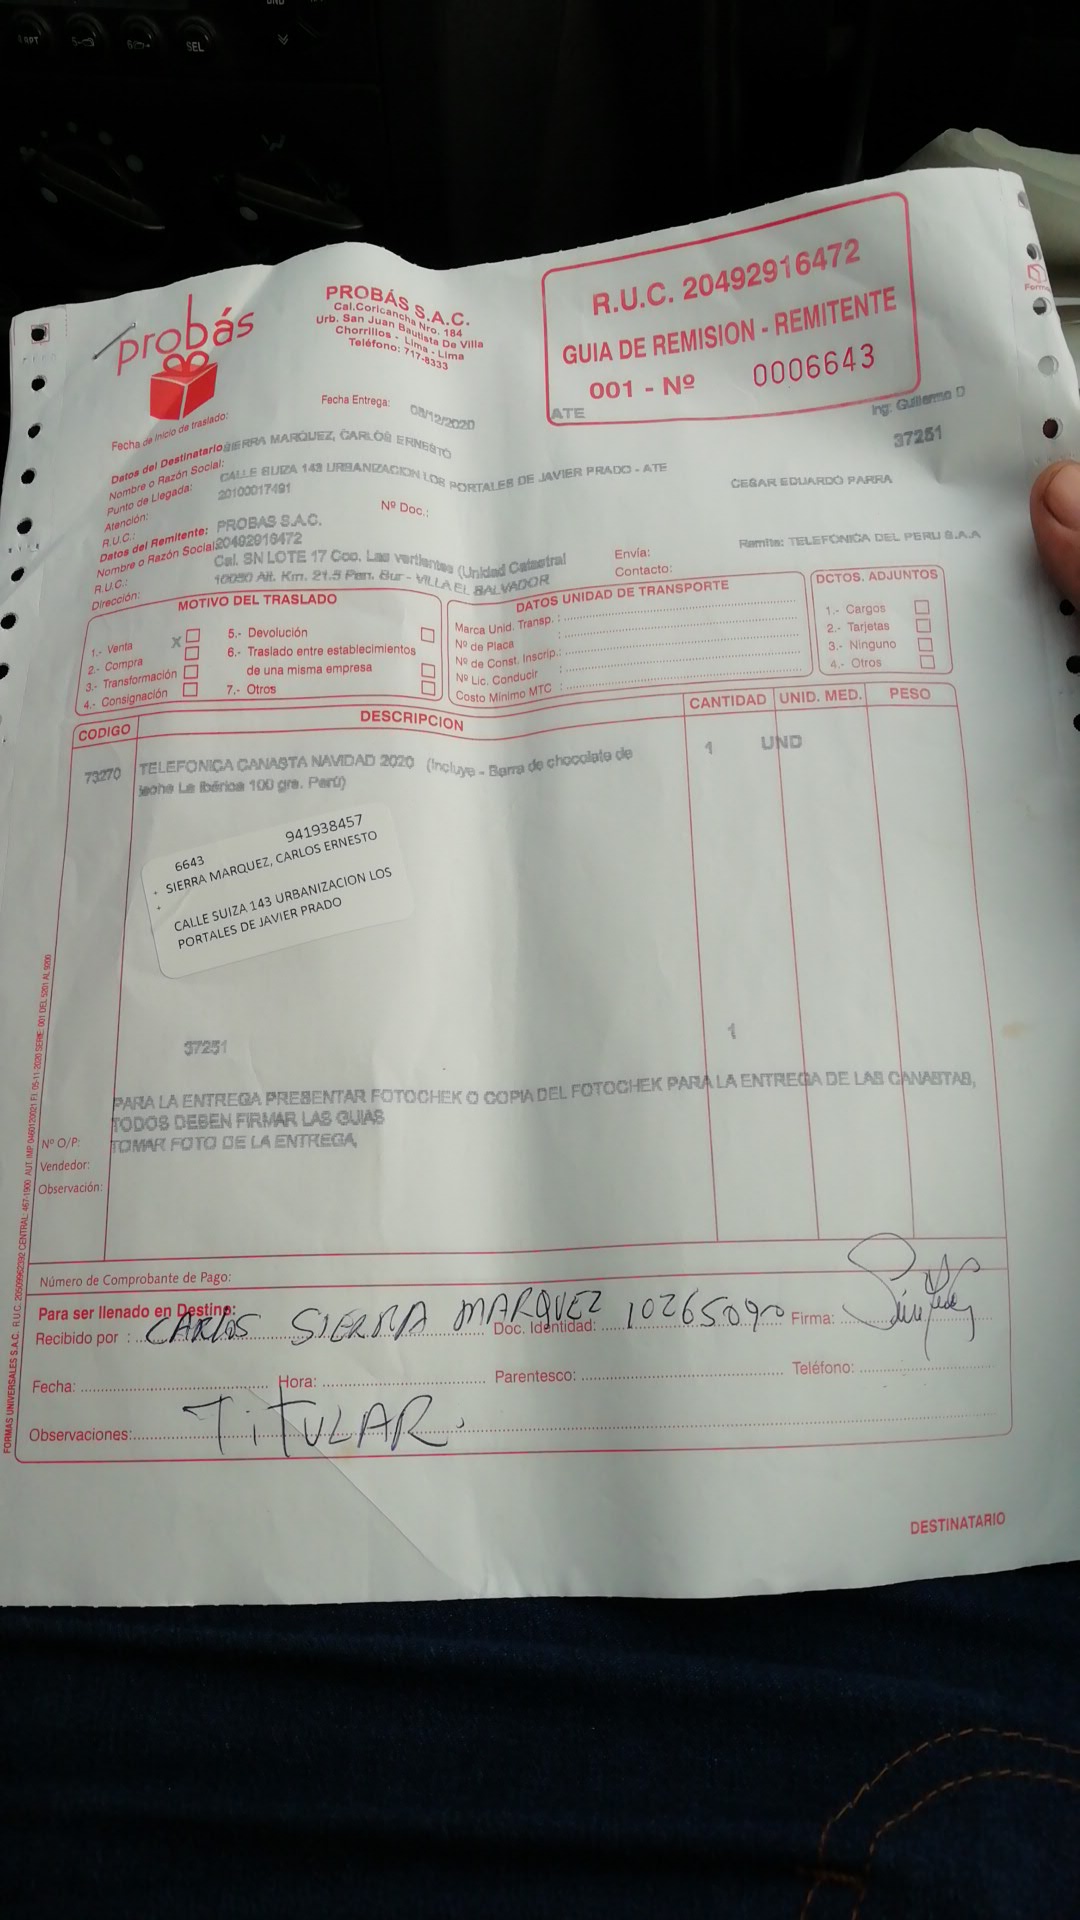 SEL
probás
PROBÁS S.A.C.
Cal.Coricancha Nro. 184
Urb. San Juan Bautista De Villa
Chorrillos - Lima - Lima
Teléfono: 717-8333
R.U.C. 20492916472
GUIA DE REMISION - REMITENTE
001 - Nº 0006643
Fecha de Inicio de traslado:
Fecha Entrega: 08/12/2020
ATE
Ing. Guillermo D
37251
Datos del Destinatario
Nombre o Razón Social: SIERRA MARQUEZ, CARLOS ERNESTO
Punto de Llegada: CALLE SUIZA 143 URBANIZACION LOS PORTALES DE JAVIER PRADO - ATE
Atención: 20100017491
CESAR EDUARDO PARRA
R.U.C.:
Nº Doc.:
Datos del Remitente: PROBAS S.A.C.
Nombre o Razón Social: 20492916472
R.U.C.: Cal. SN LOTE 17 Coo. Las vertientes (Unidad Catastral
Dirección: 10050 Alt. Km. 21.5 Pan. Sur - VILLA EL SALVADOR
Envía: Remite: TELEFONICA DEL PERU S.A.A
Contacto:
MOTIVO DEL TRASLADO
1.- Venta X
2.- Compra
3.- Transformación
4.- Consignación
5.- Devolución
6.- Traslado entre establecimientos
de una misma empresa
7.- Otros
DATOS UNIDAD DE TRANSPORTE
Marca Unid. Transp. :
Nº de Placa :
Nº de Const. Inscrip.:
Nº Lic. Conducir :
Costo Mínimo MTC :
DCTOS. ADJUNTOS
1.- Cargos
2.- Tarjetas
3.- Ninguno
4.- Otros
CODIGO DESCRIPCION CANTIDAD UNID. MED. PESO
73270 TELEFONICA CANASTA NAVIDAD 2020 (Incluye - Barra de chocolate de 1 UND
leche La Ibérica 100 grs. Perú)
6643 941938457
SIERRA MARQUEZ, CARLOS ERNESTO
CALLE SUIZA 143 URBANIZACION LOS
PORTALES DE JAVIER PRADO
37251 1
PARA LA ENTREGA PRESENTAR FOTOCHEK O COPIA DEL FOTOCHEK PARA LA ENTREGA DE LAS CANASTAS,
TODOS DEBEN FIRMAR LAS GUIAS
Nº O/P: TOMAR FOTO DE LA ENTREGA,
Vendedor:
Observación:
Número de Comprobante de Pago:
Para ser llenado en Destino:
Recibido por : CARLOS SIERRA MARQUEZ Doc. Identidad: 10265090 Firma:
Fecha: Hora: Parentesco: Teléfono:
Observaciones: TITULAR.
DESTINATARIO